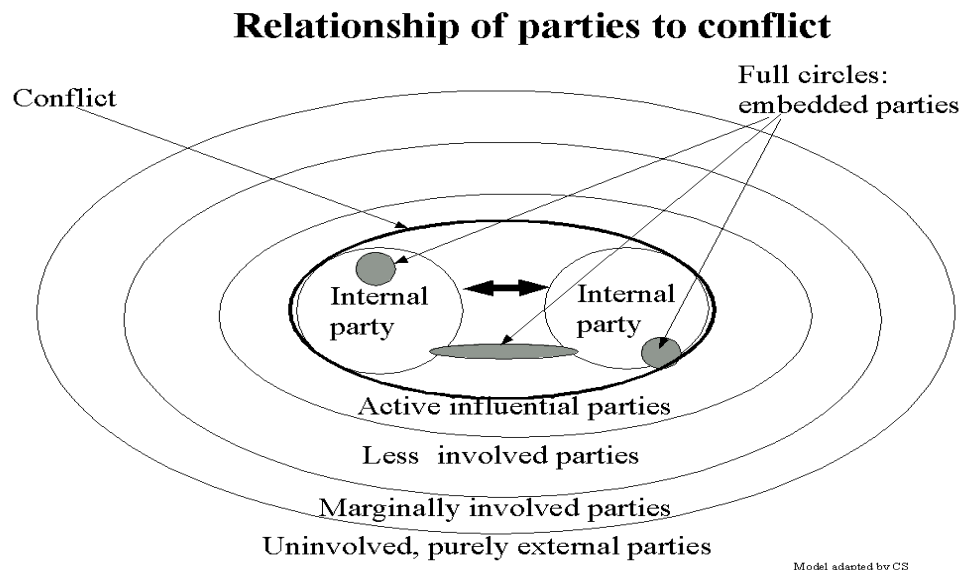 Relationship of parties to conflict
Conflict
Full circles:
embedded parties
Internal
party
Internal
party
Active influential parties
Less involved parties
Marginally involved parties
Uninvolved, purely external parties
Model adapted by CS